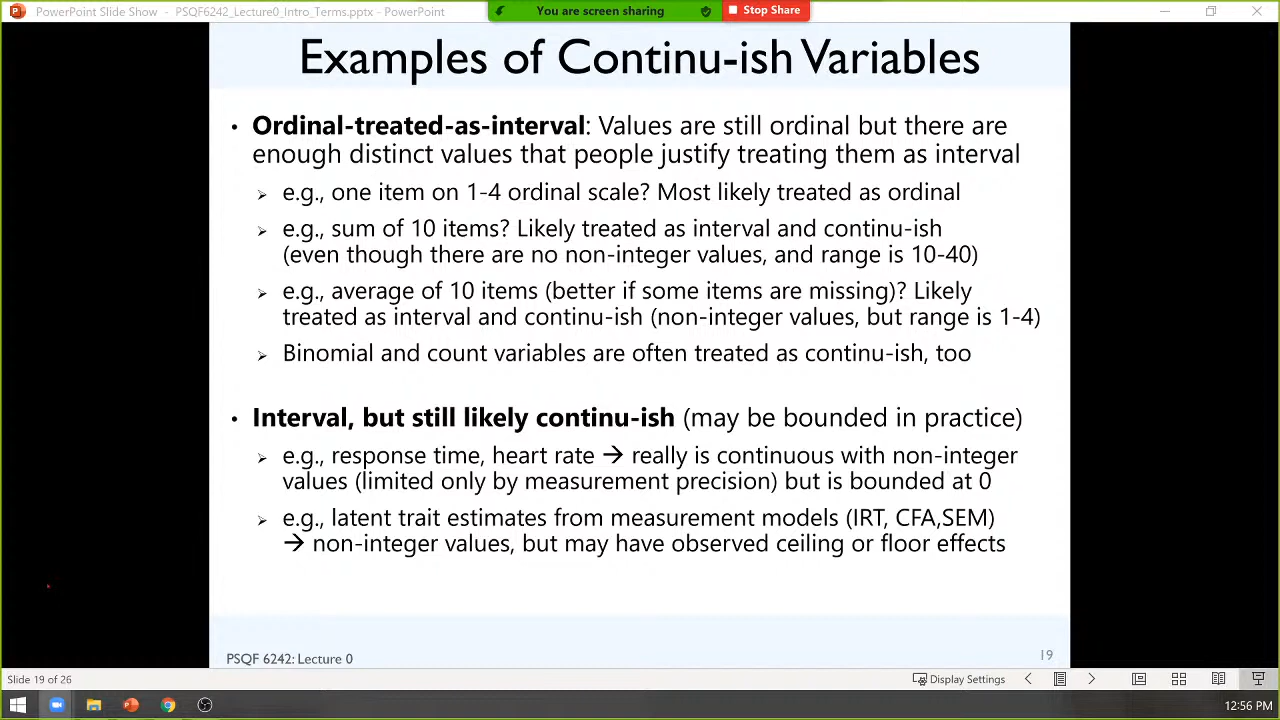 PowerPoint Slide Show - PSQF6242_Lecture0_Intro_Terms.pptx - PowerPoint
You are screen sharing
Stop Share
Examples of Continu-ish Variables
• Ordinal-treated-as-interval: Values are still ordinal but there are
enough distinct values that people justify treating them as interval
➢ e.g., one item on 1-4 ordinal scale? Most likely treated as ordinal
➢ e.g., sum of 10 items? Likely treated as interval and continu-ish
(even though there are no non-integer values, and range is 10-40)
➢ e.g., average of 10 items (better if some items are missing)? Likely
treated as interval and continu-ish (non-integer values, but range is 1-4)
➢ Binomial and count variables are often treated as continu-ish, too
• Interval, but still likely continu-ish (may be bounded in practice)
➢ e.g., response time, heart rate → really is continuous with non-integer
values (limited only by measurement precision) but is bounded at 0
➢ e.g., latent trait estimates from measurement models (IRT, CFA,SEM)
→ non-integer values, but may have observed ceiling or floor effects
PSQF 6242: Lecture 0
19
Slide 19 of 26
Display Settings
12:56 PM